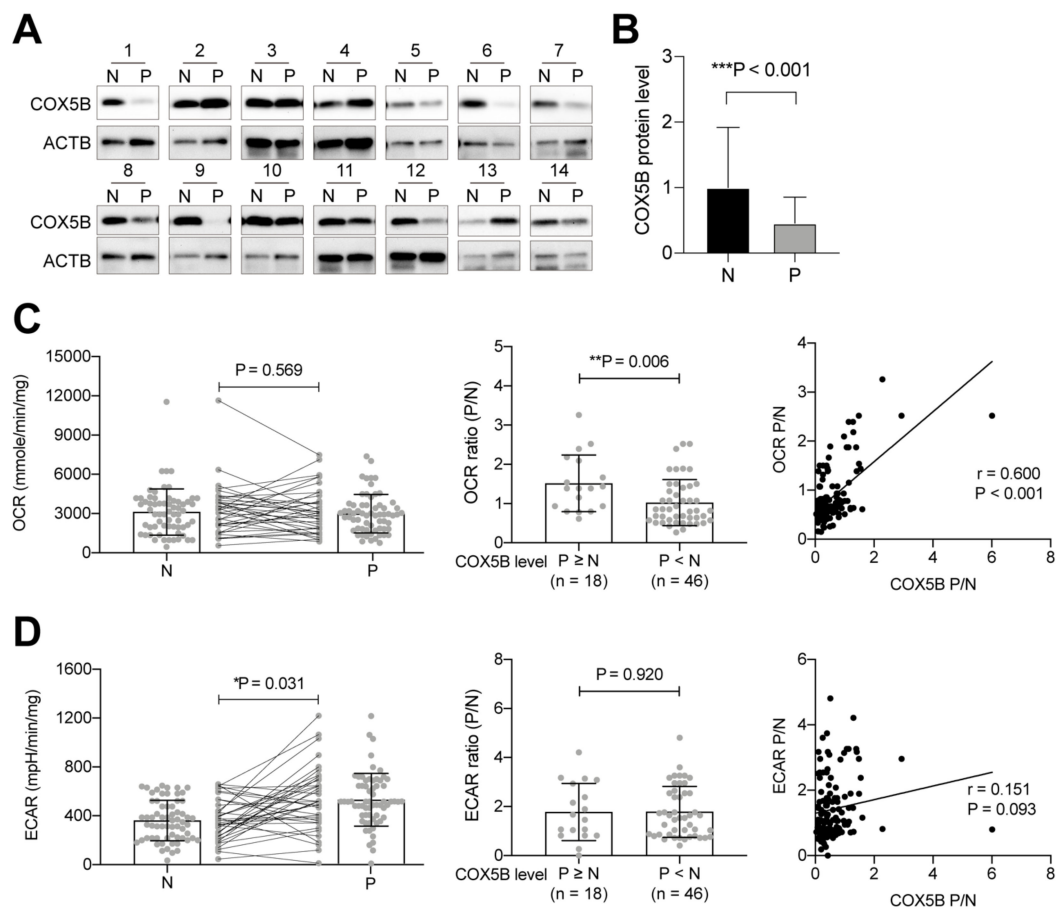 A
1 2 3 4 5 6 7
N P N P N P N P N P N P N P
COX5B
ACTB
8 9 10 11 12 13 14
N P N P N P N P N P N P N P
COX5B
ACTB
B
COX5B protein level
3
2
1
0
***P < 0.001
N P
C
OCR (mmole/min/mg)
15000
12000
9000
6000
3000
0
P = 0.569
N P
OCR ratio (P/N)
5
4
3
2
1
0
**P = 0.006
COX5B level P ≥ N P < N
(n = 18) (n = 46)
OCR P/N
4
3
2
1
0
r = 0.600
P < 0.001
0 2 4 6 8
COX5B P/N
D
ECAR (mpH/min/mg)
1600
1200
800
400
0
*P = 0.031
N P
ECAR ratio (P/N)
8
6
4
2
0
P = 0.920
COX5B level P ≥ N P < N
(n = 18) (n = 46)
ECAR P/N
6
4
2
0
r = 0.151
P = 0.093
0 2 4 6 8
COX5B P/N